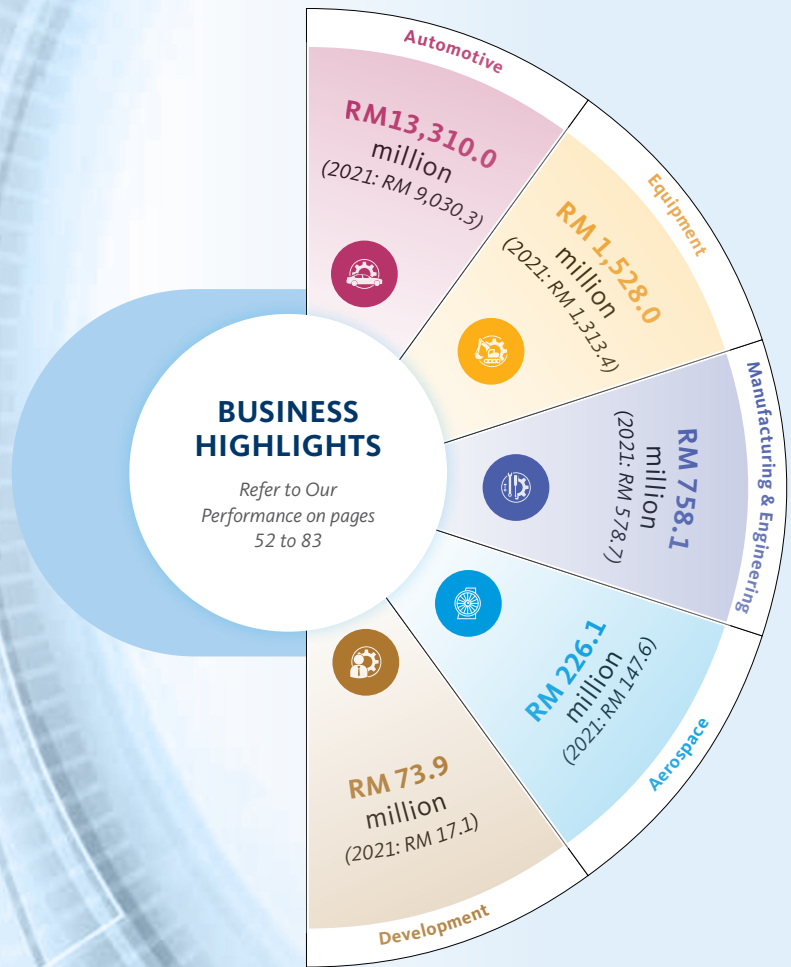 BUSINESS
HIGHLIGHTS
Refer to Our
Performance on pages
52 to 83
Automotive
RM13,310.0
million
(2021: RM 9,030.3)
Equipment
RM 1,528.0
million
(2021: RM 1,313.4)
Manufacturing & Engineering
RM 758.1
million
(2021: RM 578.7)
Aerospace
RM 226.1
million
(2021: RM 147.6)
Development
RM 73.9
million
(2021: RM 17.1)